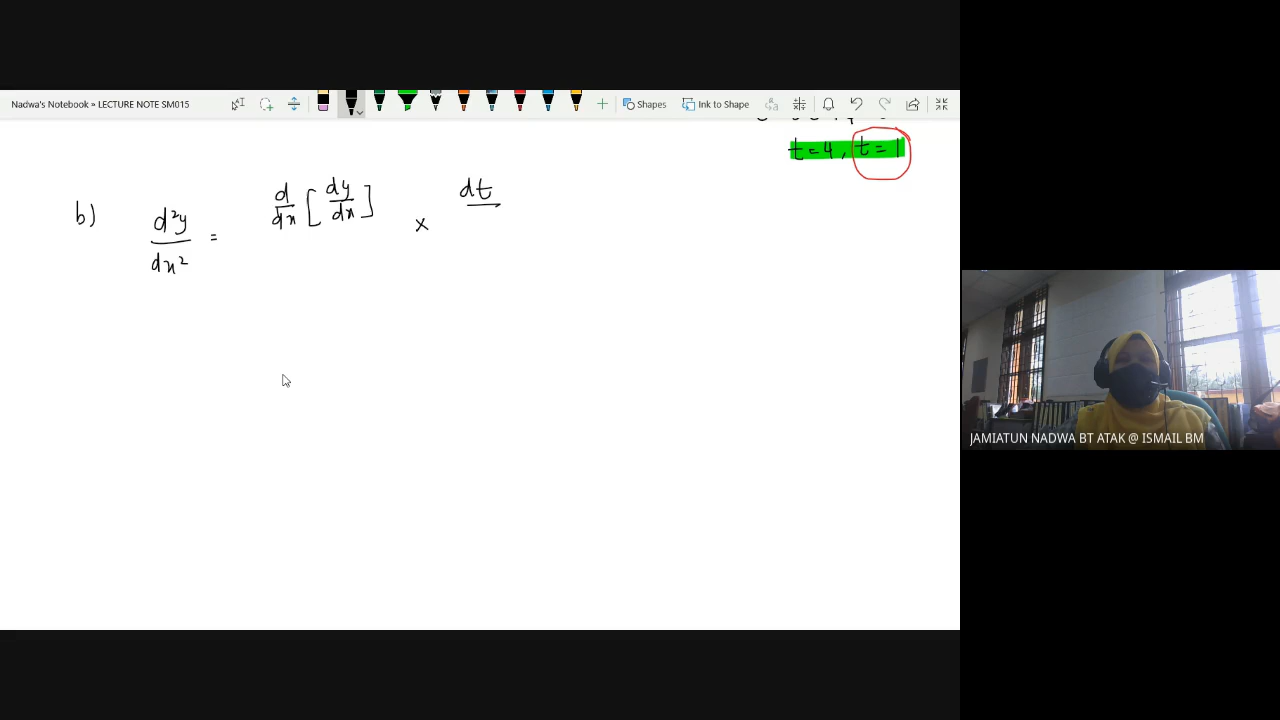 Nadwa's Notebook » LECTURE NOTE SM015
Shapes
Ink to Shape
t=4, t=1
b) d²y/dx² = d/dx [dy/dx] × dt
JAMIATUN NADWA BT ATAK @ ISMAIL BM